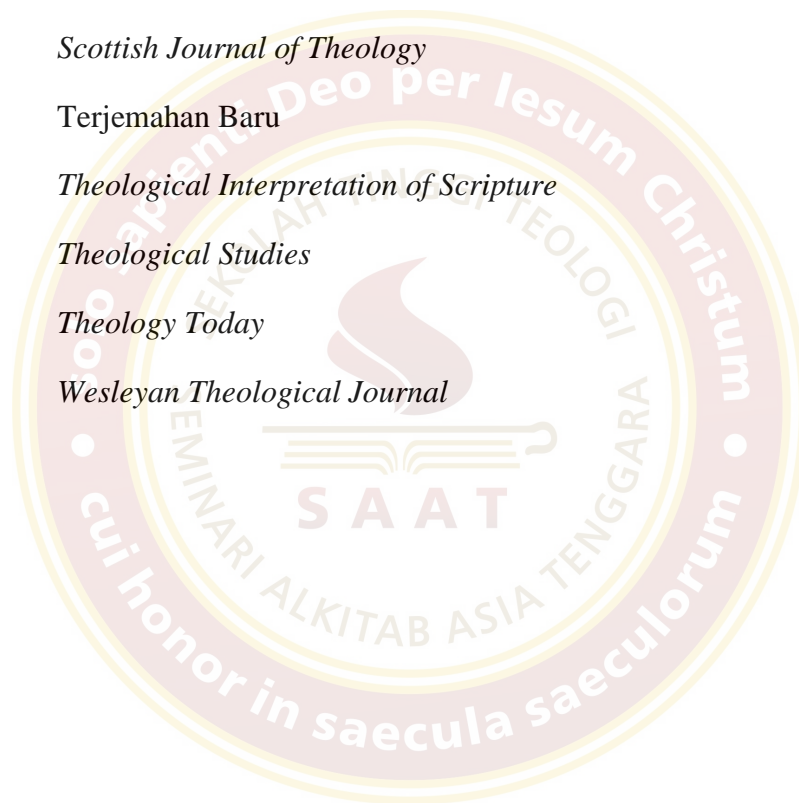 Scottish Journal of Theology
Terjemahan Baru
Theological Interpretation of Scripture
Theological Studies
Theology Today
Wesleyan Theological Journal
solo sapienti Deo per Iesum Christum
SEKOLAH TINGGI TEOLOGI
SAAT
SEMINARI ALKITAB ASIA TENGGARA
cui honor in saecula saeculorum